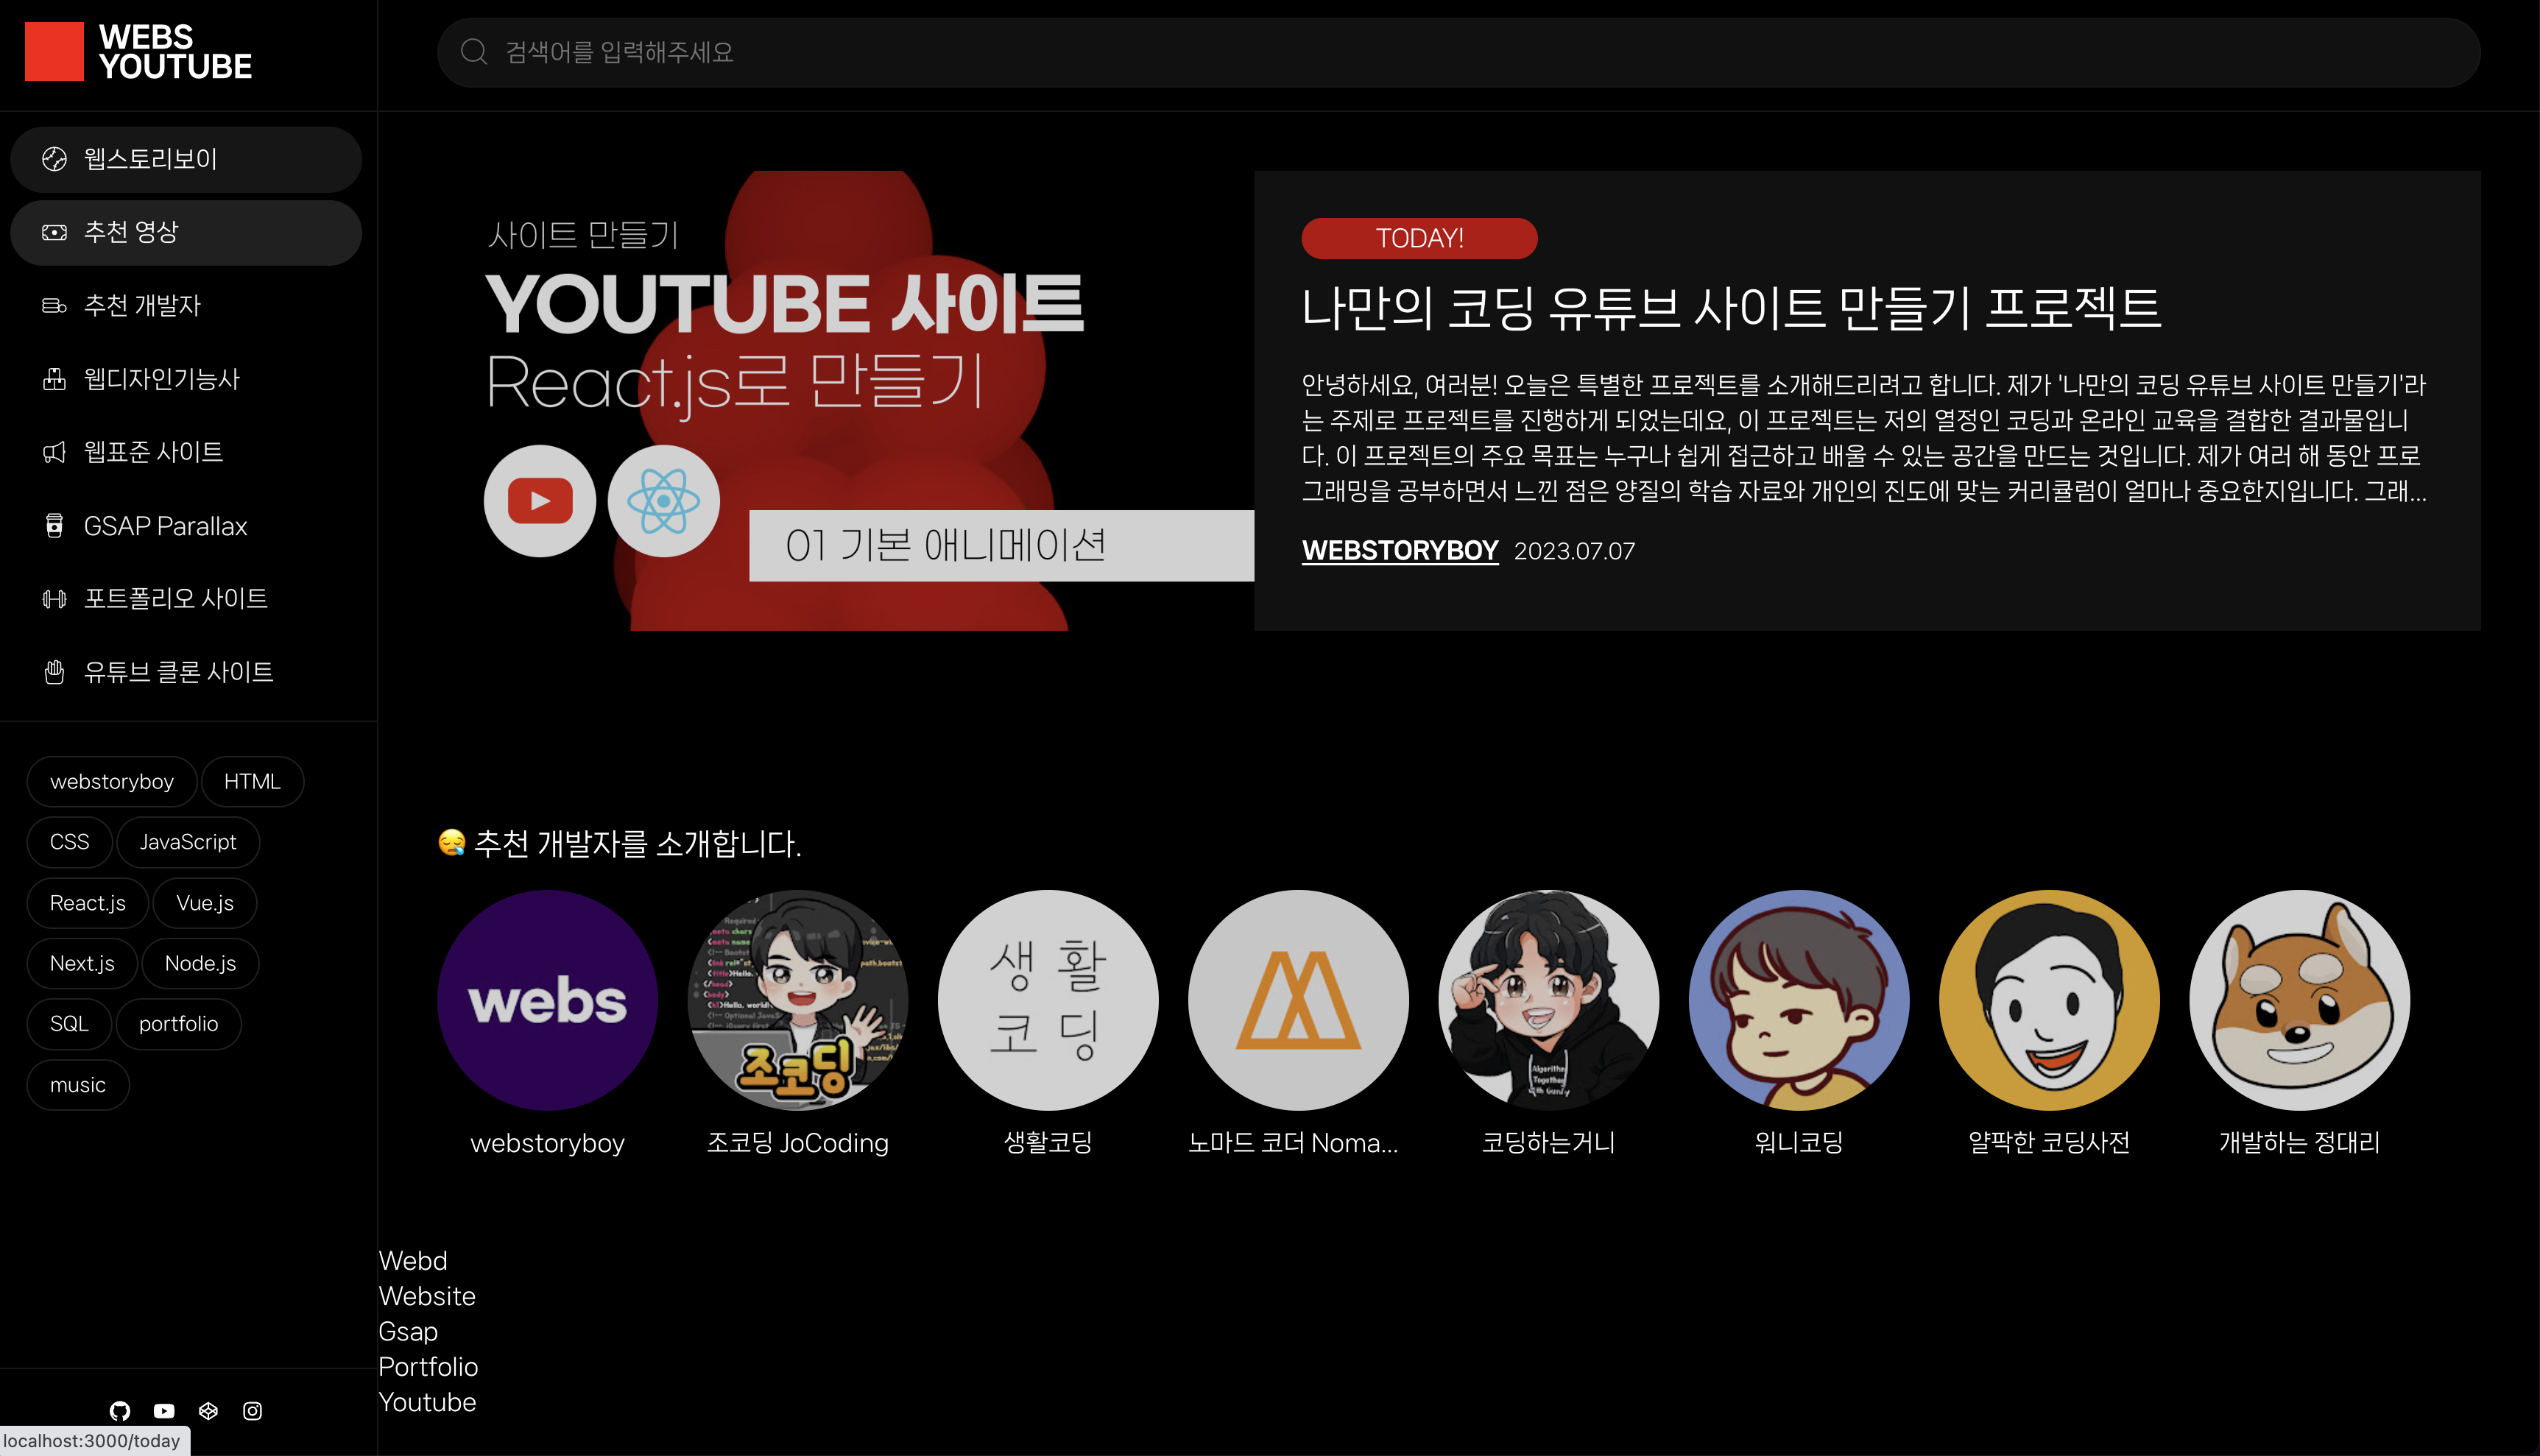 WEBS
YOUTUBE
검색어를 입력해주세요
웹스토리보이
추천 영상
추천 개발자
웹디자인기능사
웹표준 사이트
GSAP Parallax
포트폴리오 사이트
유튜브 클론 사이트
webstoryboy
HTML
CSS
JavaScript
React.js
Vue.js
Next.js
Node.js
SQL
portfolio
music
localhost:3000/today
사이트 만들기
YOUTUBE 사이트
React.js로 만들기
01 기본 애니메이션
TODAY!
나만의 코딩 유튜브 사이트 만들기 프로젝트
안녕하세요, 여러분! 오늘은 특별한 프로젝트를 소개해드리려고 합니다. 제가 '나만의 코딩 유튜브 사이트 만들기'라
는 주제로 프로젝트를 진행하게 되었는데요, 이 프로젝트는 저의 열정인 코딩과 온라인 교육을 결합한 결과물입니
다. 이 프로젝트의 주요 목표는 누구나 쉽게 접근하고 배울 수 있는 공간을 만드는 것입니다. 제가 여러 해 동안 프로
그래밍을 공부하면서 느낀 점은 양질의 학습 자료와 개인의 진도에 맞는 커리큘럼이 얼마나 중요한지입니다. 그래...
WEBSTORYBOY 2023.07.07
😪 추천 개발자를 소개합니다.
webs
조코딩
생활
코딩
Algorithm
Together
with Gunny
webstoryboy
조코딩 JoCoding
생활코딩
노마드 코더 Noma...
코딩하는거니
워니코딩
얄팍한 코딩사전
개발하는 정대리
Webd
Website
Gsap
Portfolio
Youtube